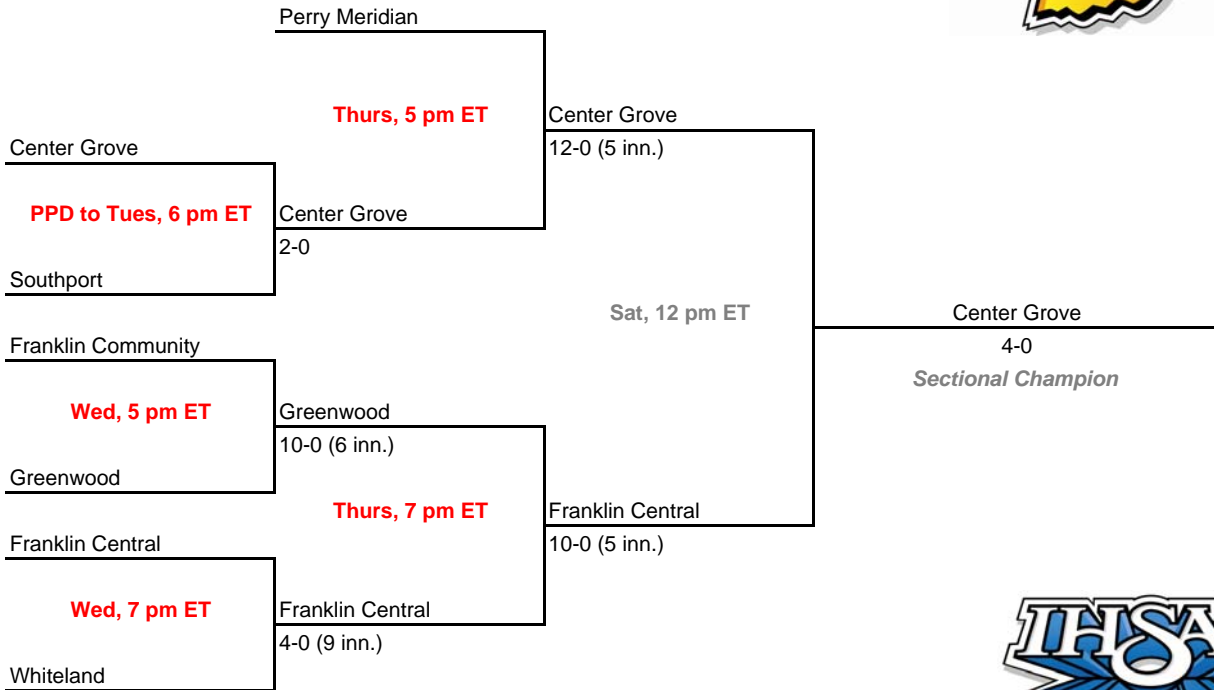 Perry Meridian
Thurs, 5 pm ET
Center Grove
12-0 (5 inn.)
Center Grove
PPD to Tues, 6 pm ET
Center Grove
2-0
Southport
Sat, 12 pm ET
Center Grove
4-0
Sectional Champion
Franklin Community
Wed, 5 pm ET
Greenwood
10-0 (6 inn.)
Greenwood
Thurs, 7 pm ET
Franklin Central
10-0 (5 inn.)
Franklin Central
Wed, 7 pm ET
Franklin Central
4-0 (9 inn.)
Whiteland
IHSA